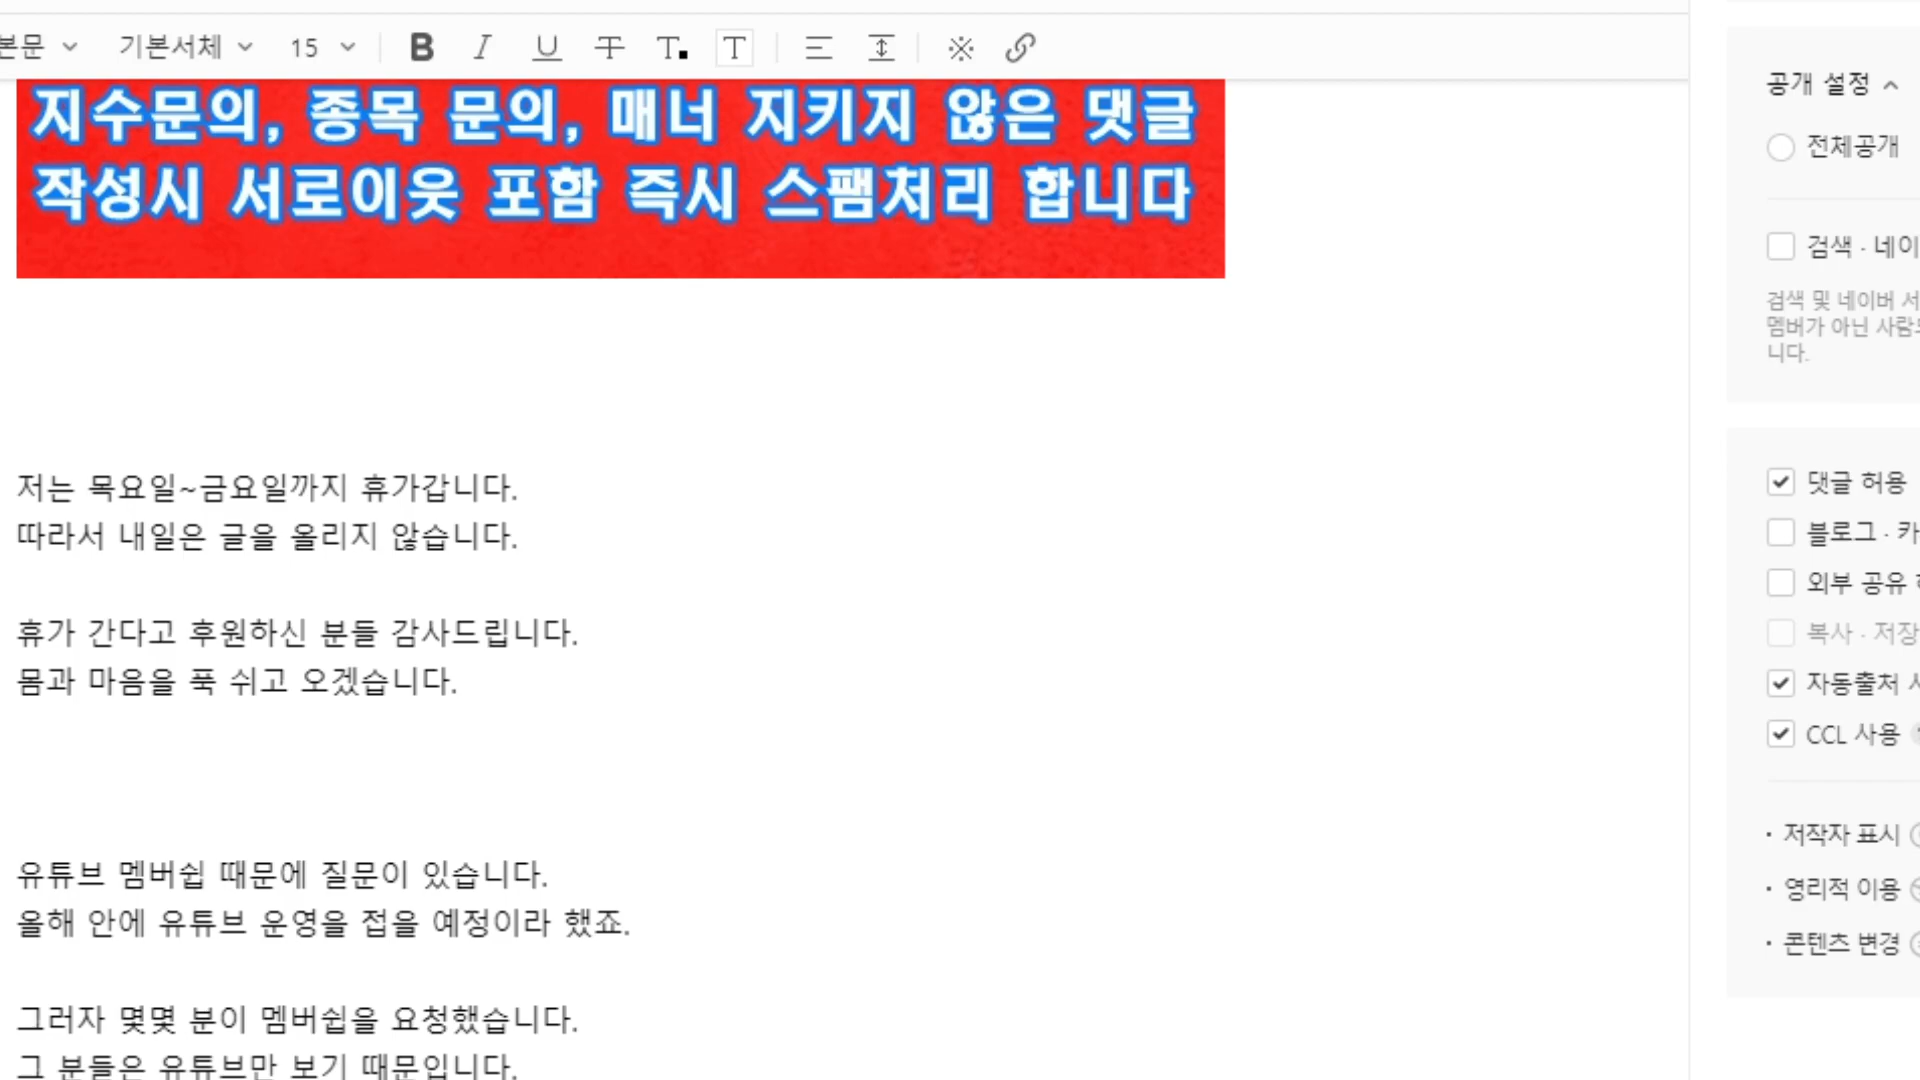 본문
기본서체
15
지수문의, 종목 문의, 매너 지키지 않은 댓글
작성시 서로이웃 포함 즉시 스팸처리 합니다
저는 목요일~금요일까지 휴가갑니다.
따라서 내일은 글을 올리지 않습니다.
휴가 간다고 후원하신 분들 감사드립니다.
몸과 마음을 푹 쉬고 오겠습니다.
유튜브 멤버쉽 때문에 질문이 있습니다.
올해 안에 유튜브 운영을 접을 예정이라 했죠.
그러자 몇몇 분이 멤버쉽을 요청했습니다.
그 분들은 유튜브만 보기 때문입니다.
공개 설정
전체공개
검색 · 네이
검색 및 네이버 서
멤버가 아닌 사람
니다.
댓글 허용
블로그 · 카
외부 공유
복사 · 저장
자동출처
CCL 사용
· 저작자 표시
· 영리적 이용
· 콘텐츠 변경